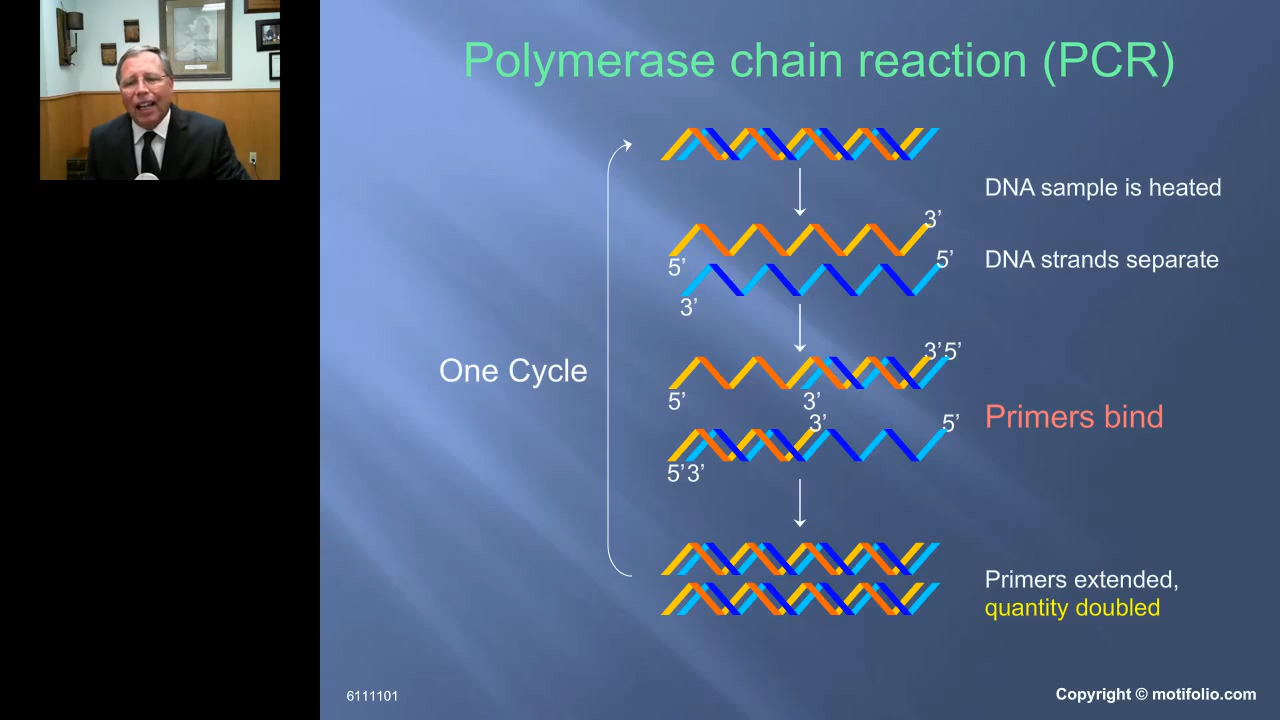 Polymerase chain reaction (PCR)
DNA sample is heated
3’
5’
5’
DNA strands separate
3’
3’5’
One Cycle
5’
3’
3’
5’
Primers bind
5’3’
Primers extended,
quantity doubled
6111101
Copyright © motifolio.com